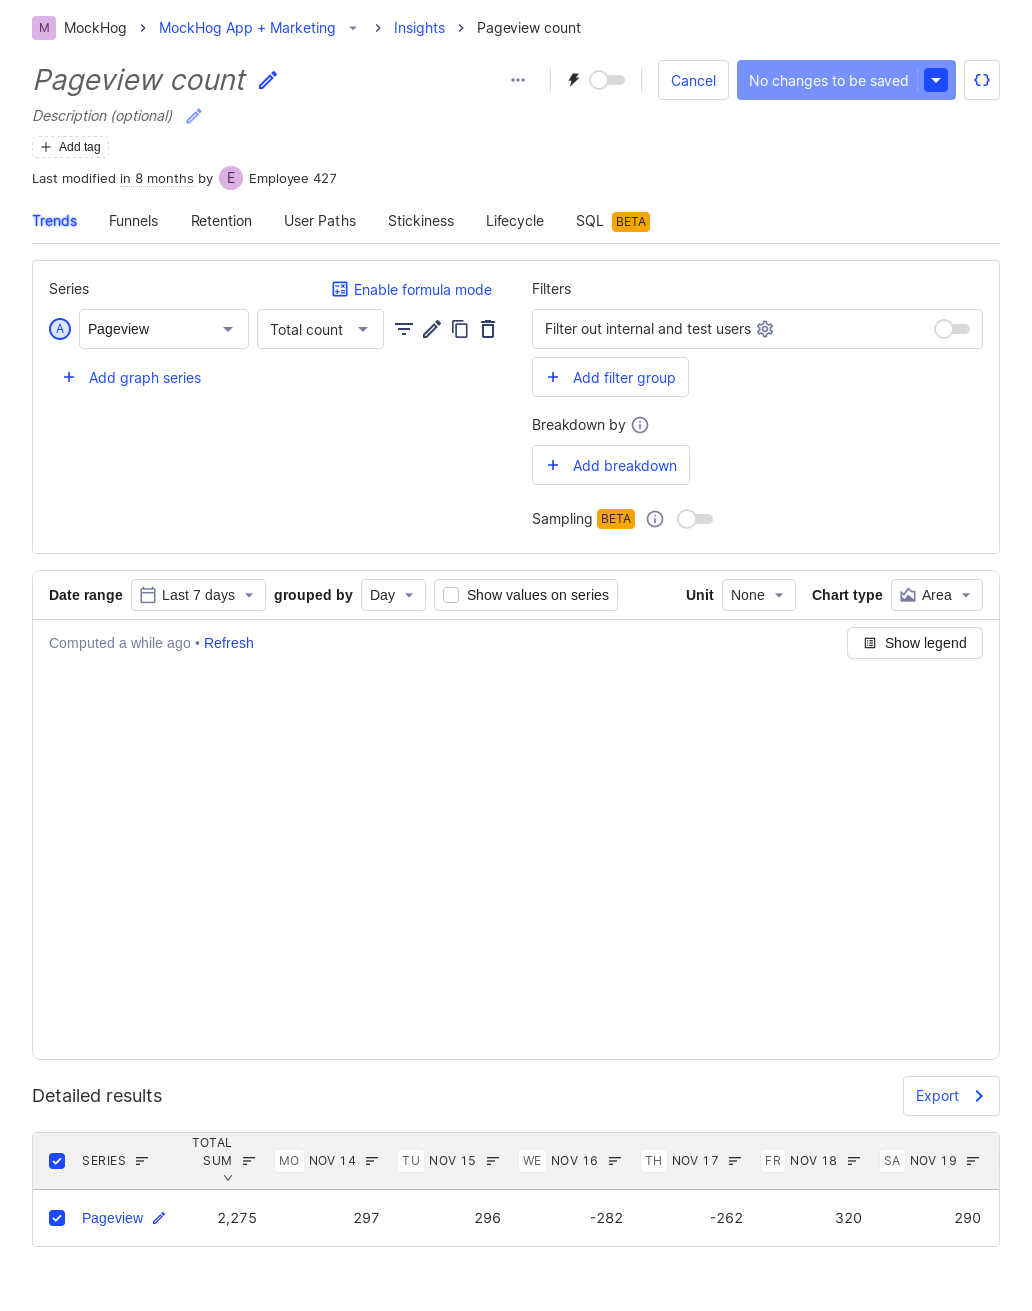 M MockHog > MockHog App + Marketing > Insights > Pageview count
Pageview count
Cancel No changes to be saved
Description (optional)
Add tag
Last modified in 8 months by E Employee 427
Trends Funnels Retention User Paths Stickiness Lifecycle SQL BETA
Series Enable formula mode
A Pageview Total count
Add graph series
Filters
Filter out internal and test users
Add filter group
Breakdown by
Add breakdown
Sampling BETA
Date range Last 7 days grouped by Day Show values on series Unit None Chart type Area
Computed a while ago • Refresh Show legend
Detailed results Export
SERIES TOTAL SUM MO NOV 14 TU NOV 15 WE NOV 16 TH NOV 17 FR NOV 18 SA NOV 19
Pageview 2,275 297 296 -282 -262 320 290